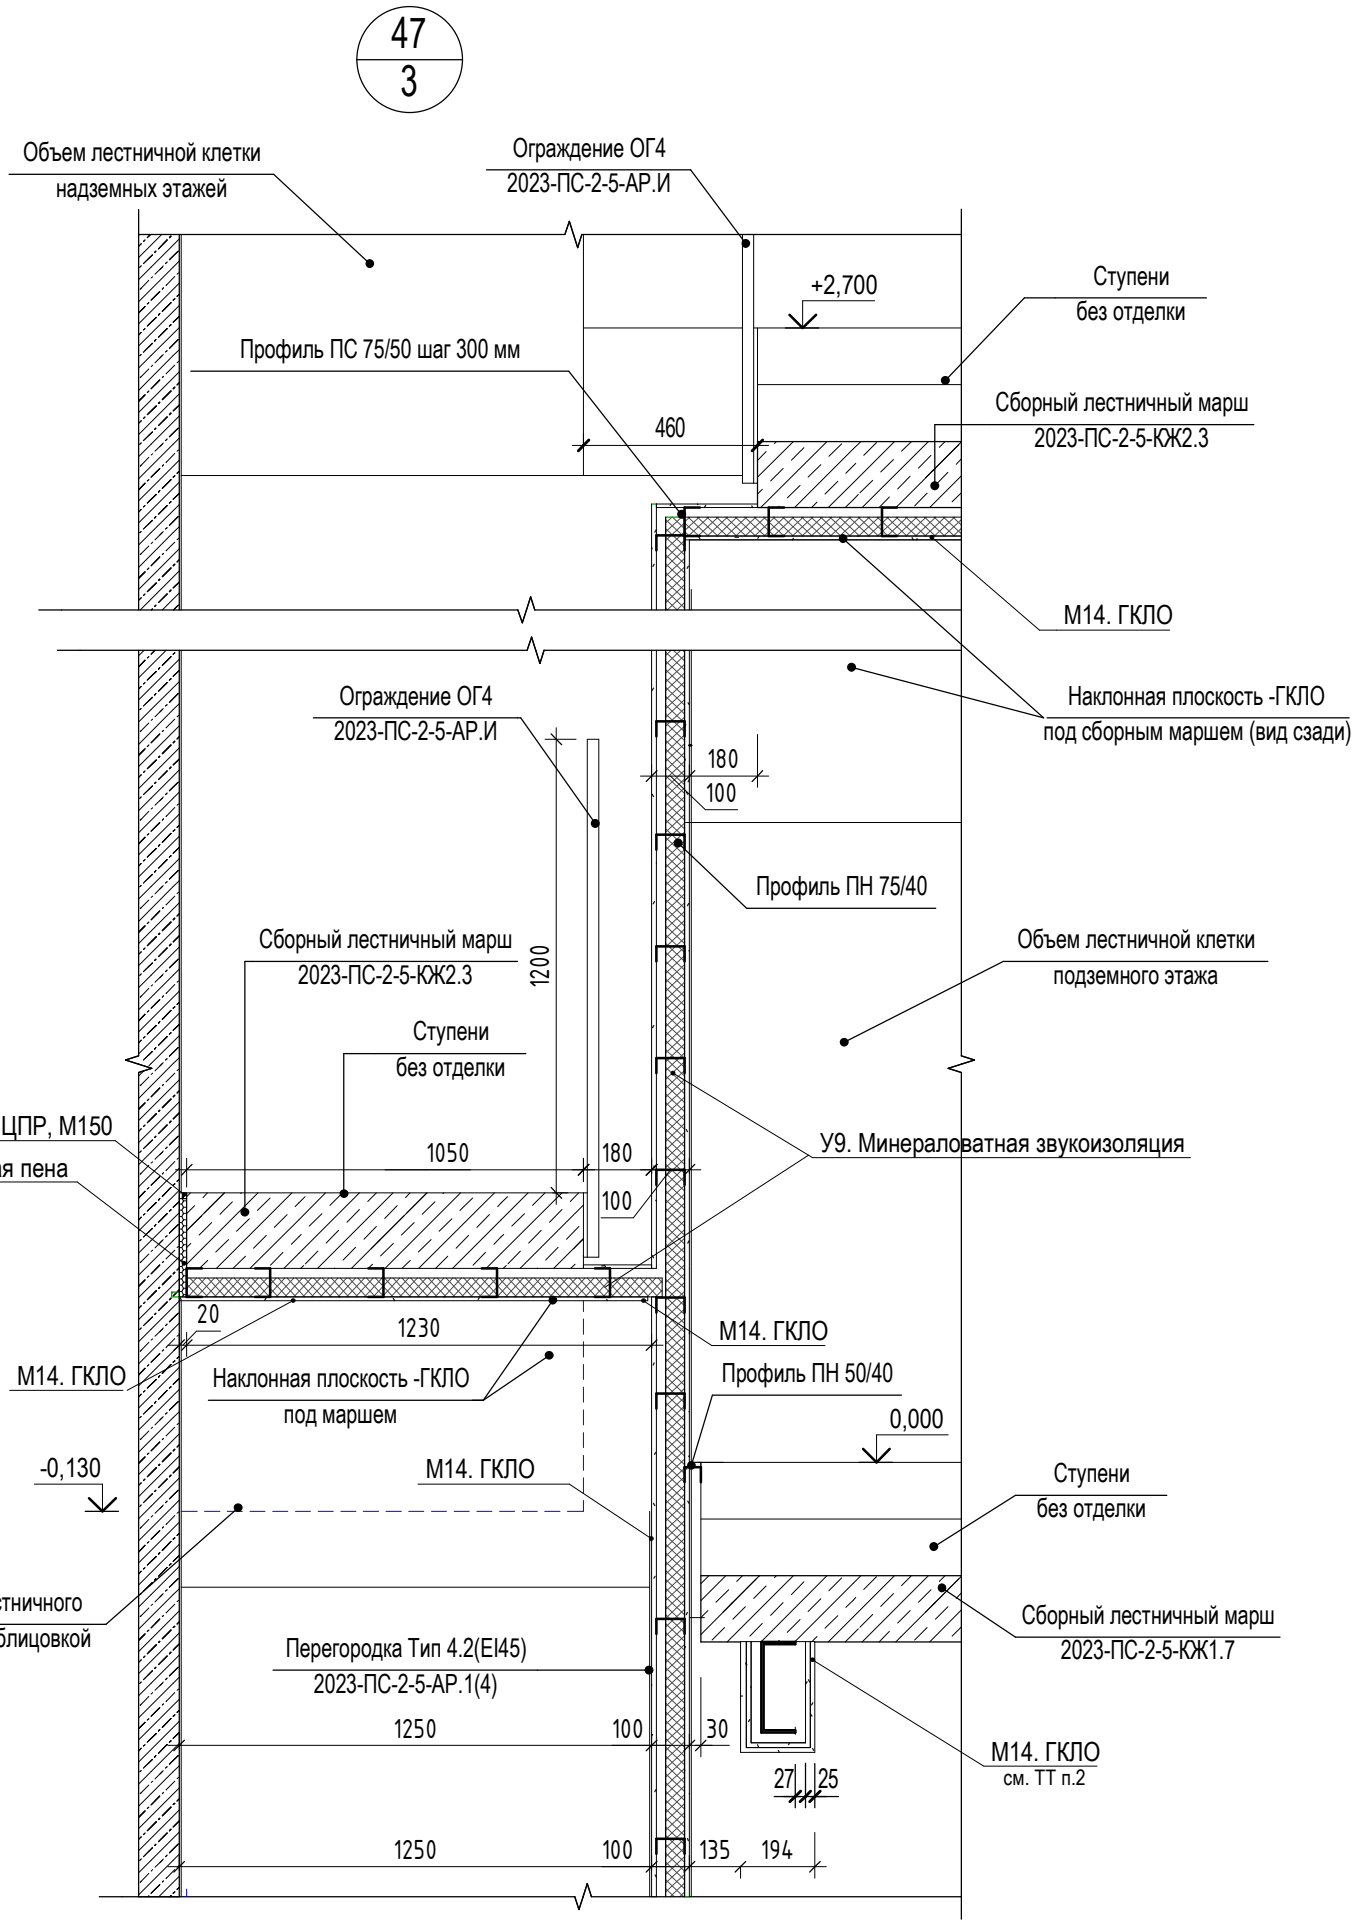 47
3
Объем лестничной клетки
надземных этажей
Ограждение ОГ4
2023-ПС-2-5-АР.И
+2,700
Ступени
без отделки
Профиль ПС 75/50 шаг 300 мм
460
Сборный лестничный марш
2023-ПС-2-5-КЖ2.3
М14. ГКЛО
Ограждение ОГ4
2023-ПС-2-5-АР.И
Наклонная плоскость -ГКЛО
под сборным маршем (вид сзади)
180
100
Профиль ПН 75/40
Сборный лестничный марш
2023-ПС-2-5-КЖ2.3
1200
Объем лестничной клетки
подземного этажа
Ступени
без отделки
ЦПР, М150
ая пена
1050
180
100
У9. Минераловатная звукоизоляция
20
1230
М14. ГКЛО
М14. ГКЛО
Наклонная плоскость -ГКЛО
под маршем
Профиль ПН 50/40
0,000
-0,130
М14. ГКЛО
Ступени
без отделки
стничного
блицовкой
Перегородка Тип 4.2(EI45)
2023-ПС-2-5-АР.1(4)
Сборный лестничный марш
2023-ПС-2-5-КЖ1.7
1250
100
30
М14. ГКЛО
см. ТТ п.2
27
25
1250
100
135
194